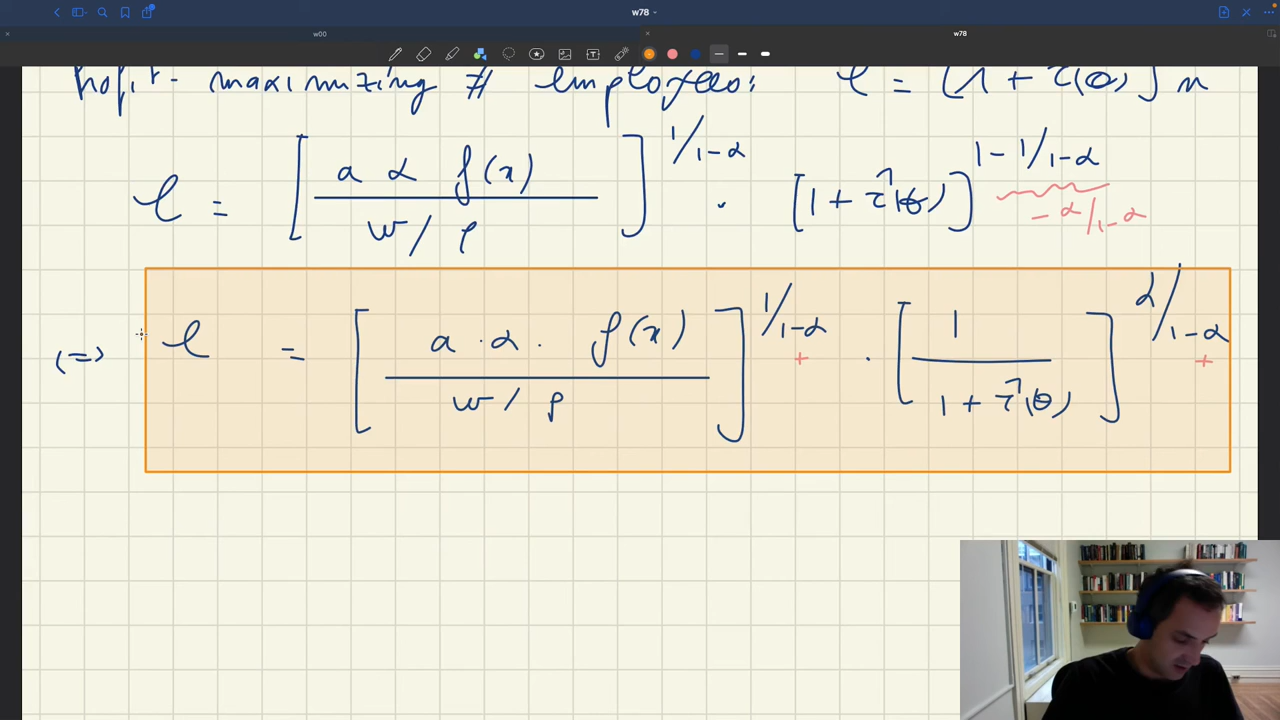 w78
w00 w78
Profit-maximizing # employees: l = [1 + τ̂(θ)] n
l = [a α f(x) / w/p]^{1/1-α} · [1 + τ̂(θ)]^{1 - 1/1-α}
- α/1-α
<=> l = [a · α · f(x) / w/p]^{1/1-α} · [1 / 1 + τ̂(θ)]^{α/1-α}
+ +